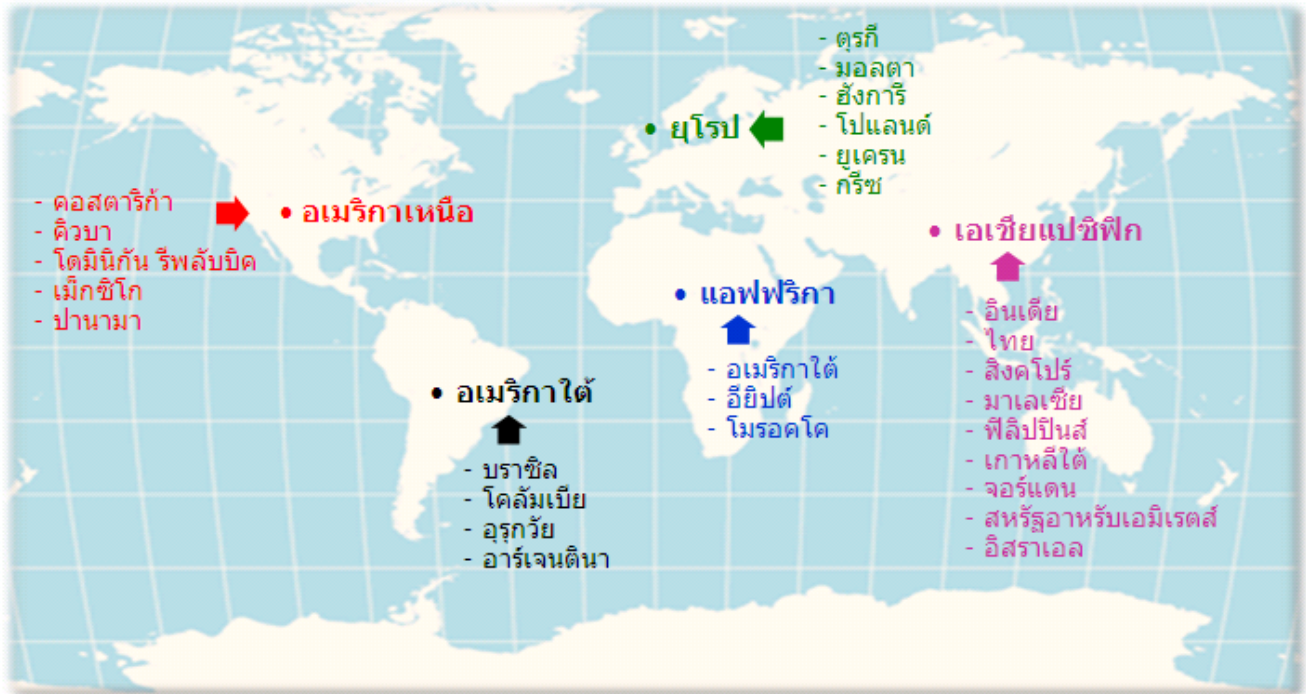 - ตุรกี
- มอลตา
- ฮังการี
- โปแลนด์
- ยูเครน
- กรีซ
• ยุโรป
- คอสตาริก้า
- คิวบา
- โดมินิกัน รีพลับบิค
- เม็กซิโก
- ปานามา
• อเมริกาเหนือ
• เอเชียแปซิฟิก
- อินเดีย
- ไทย
- สิงคโปร์
- มาเลเซีย
- ฟิลิปปินส์
- เกาหลีใต้
- จอร์แดน
- สหรัฐอาหรับเอมิเรตส์
- อิสราเอล
• แอฟฟริกา
- อเมริกาใต้
- อียิปต์
- โมรอคโค
• อเมริกาใต้
- บราซิล
- โคลัมเบีย
- อุรุกวัย
- อาร์เจนตินา